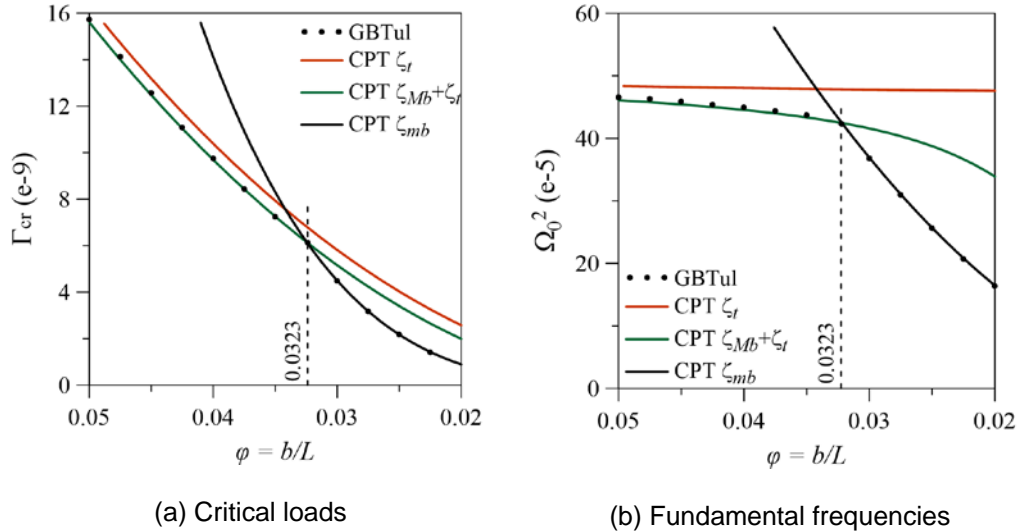 16
12
8
4
0
Γcr (e-9)
GBTul
CPT ζt
CPT ζMb+ζt
CPT ζmb
0.0323
0.05
0.04
0.03
0.02
φ = b/L
(a) Critical loads
60
40
20
0
Ω0² (e-5)
GBTul
CPT ζt
CPT ζMb+ζt
CPT ζmb
0.0323
0.05
0.04
0.03
0.02
φ = b/L
(b) Fundamental frequencies